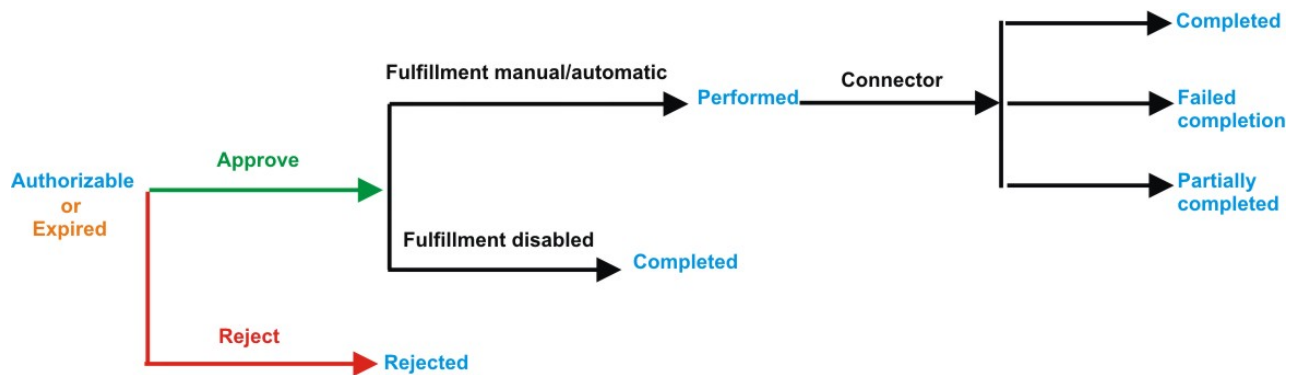 Completed
Fulfillment manual/automatic
Connector
Performed
Failed
completion
Approve
Authorizable
or
Expired
Partially
completed
Fulfillment disabled
Completed
Reject
Rejected